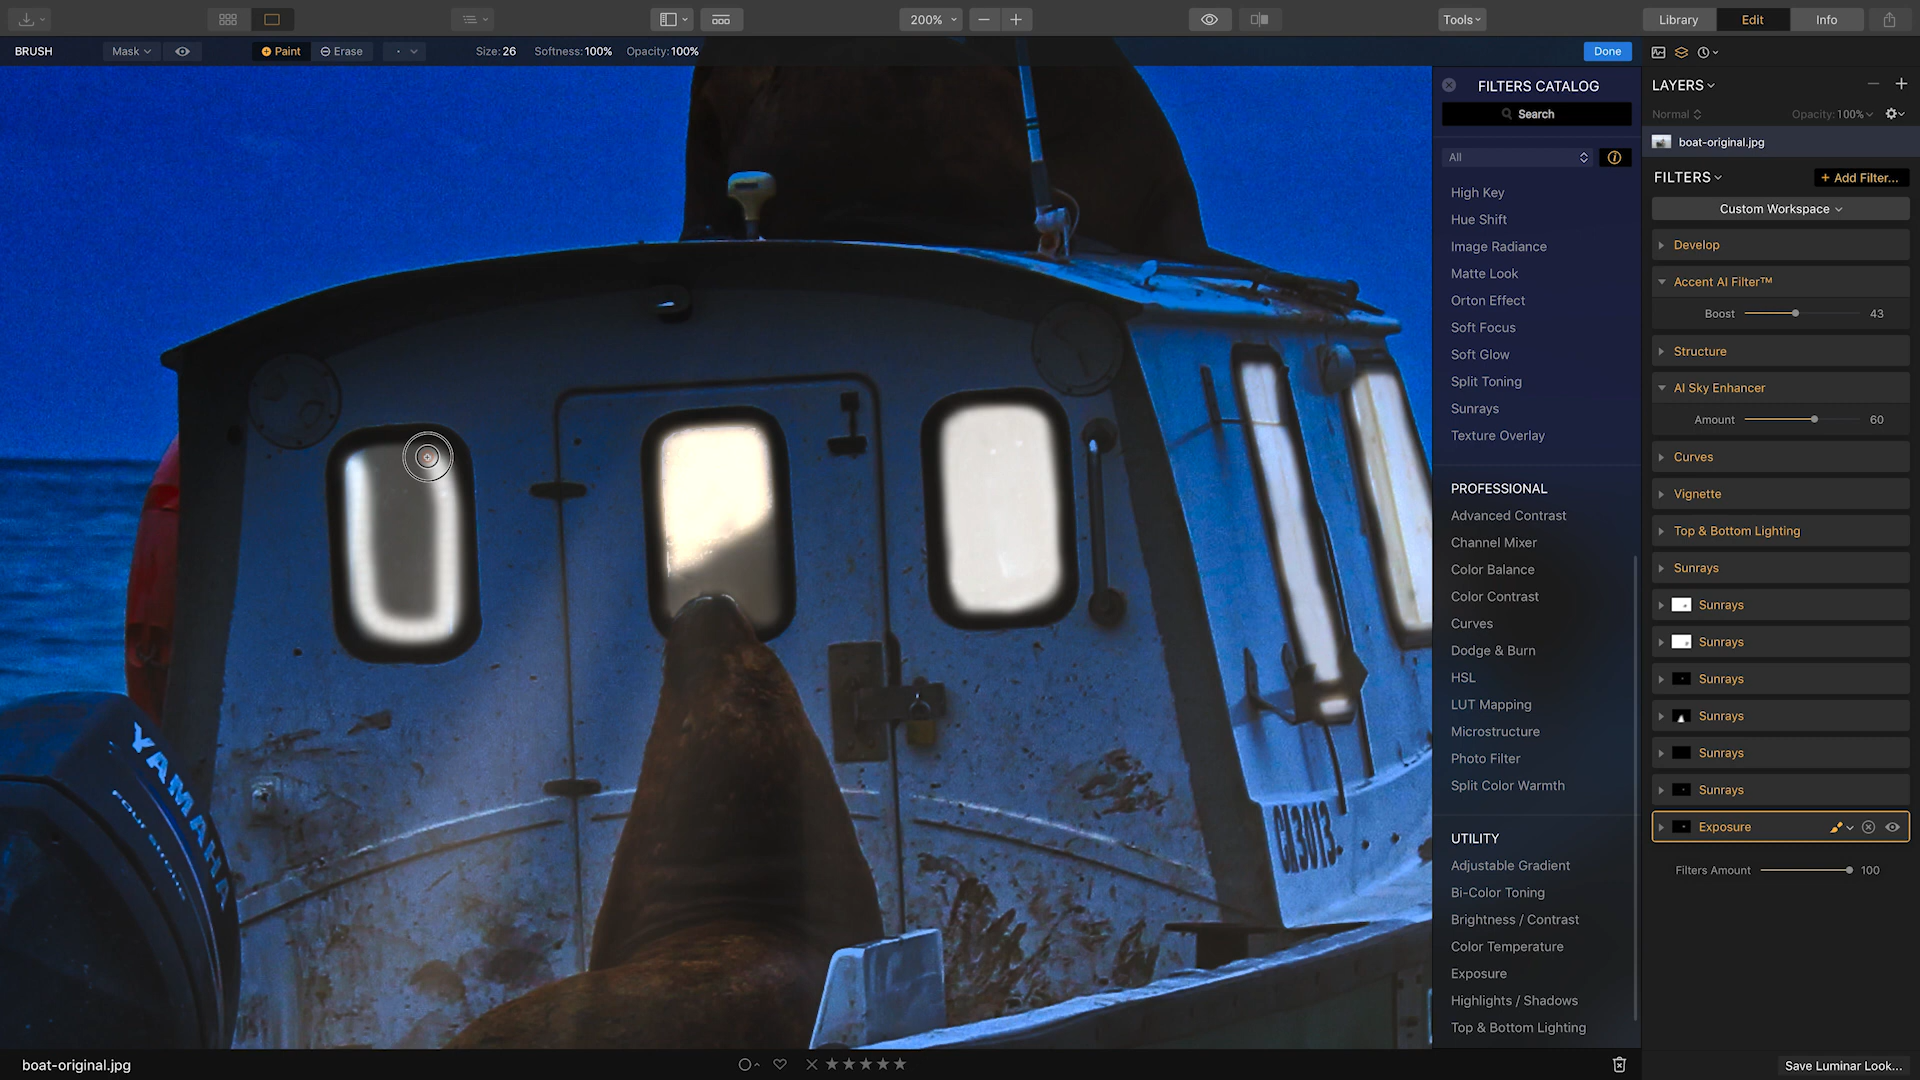 200%
Tools
Library
Edit
Info
BRUSH
Mask
Paint
Erase
Size: 26
Softness: 100%
Opacity: 100%
Done
FILTERS CATALOG
Search
All
High Key
Hue Shift
Image Radiance
Matte Look
Orton Effect
Soft Focus
Soft Glow
Split Toning
Sunrays
Texture Overlay
PROFESSIONAL
Advanced Contrast
Channel Mixer
Color Balance
Color Contrast
Curves
Dodge & Burn
HSL
LUT Mapping
Microstructure
Photo Filter
Split Color Warmth
UTILITY
Adjustable Gradient
Bi-Color Toning
Brightness / Contrast
Color Temperature
Exposure
Highlights / Shadows
Top & Bottom Lighting
LAYERS
Normal
Opacity: 100%
boat-original.jpg
FILTERS
+ Add Filter...
Custom Workspace
Develop
Accent AI Filter™
Boost 43
Structure
AI Sky Enhancer
Amount 60
Curves
Vignette
Top & Bottom Lighting
Sunrays
Sunrays
Sunrays
Sunrays
Sunrays
Sunrays
Sunrays
Exposure
Filters Amount 100
Save Luminar Look...
YAMAHA
FOUR STROKE
boat-original.jpg